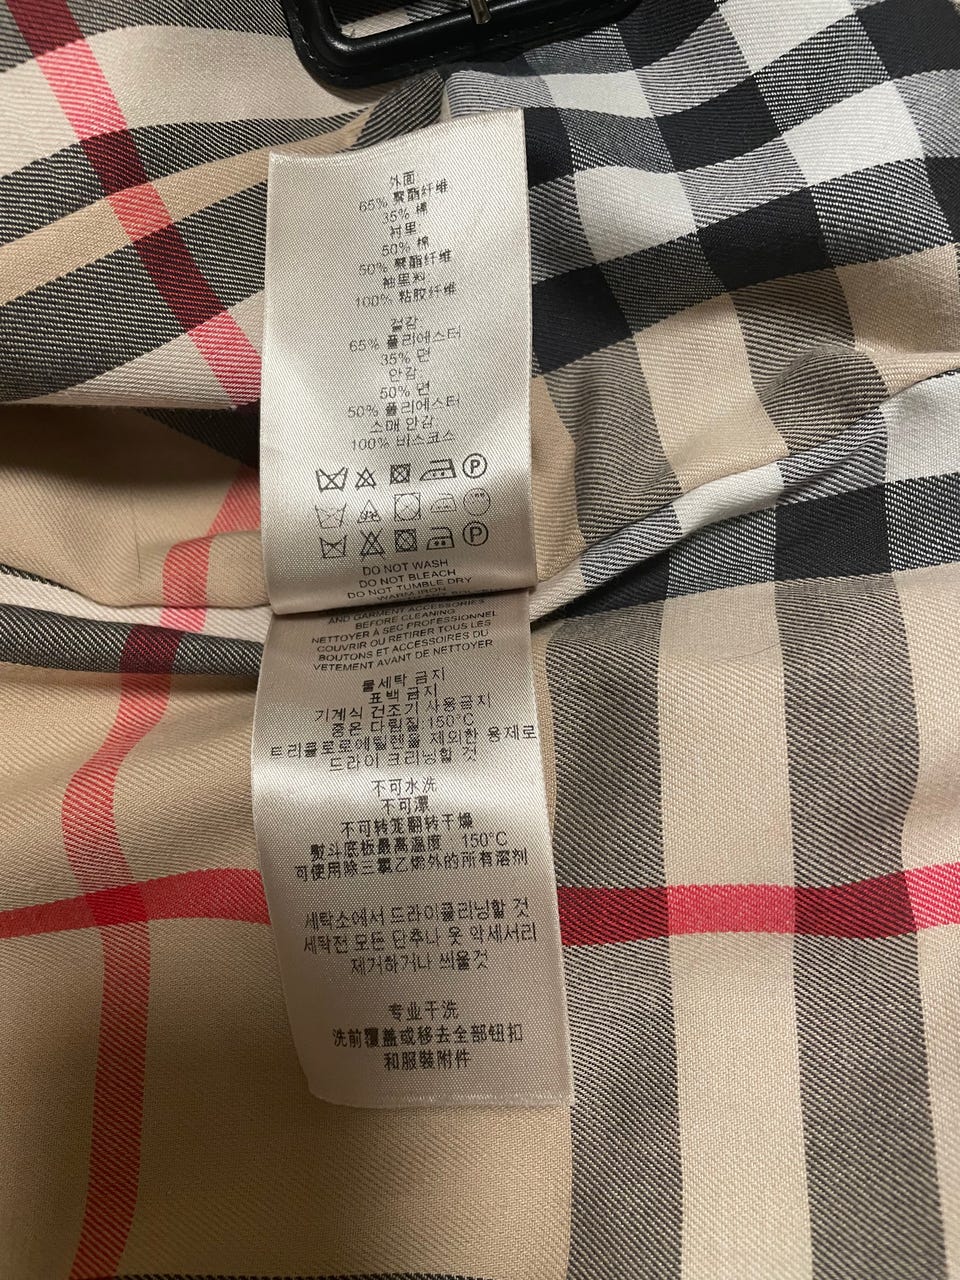 外面
65% 聚酯纤维
35% 棉
衬里
50% 棉
50% 聚酯纤维
袖里料
100% 粘胶纤维
겉감
65% 폴리에스터
35% 면
안감
50% 면
50% 폴리에스터
소매 안감
100% 비스코스
DO NOT WASH
DO NOT BLEACH
DO NOT TUMBLE DRY
WARM IRON
AND GARMENT ACCESSORIES
BEFORE CLEANING
NETTOYER À SEC PROFESSIONNEL
COUVRIR OU RETIRER TOUS LES
BOUTONS ET ACCESSOIRES DU
VETEMENT AVANT DE NETTOYER
물세탁 금지
표백 금지
기계식 건조기 사용금지
중온 다림질:150°C
트리클로로에틸렌을 제외한 용제로
드라이 크리닝할 것
不可水洗
不可漂
不可转笼翻转干燥
熨斗底板最高溫度 150°C
可使用除三氯乙烯外的所有溶剂
세탁소에서 드라이클리닝할 것
세탁전 모든 단추나 옷 악세서리
제거하거나 씌울것
专业干洗
洗前覆盖或移去全部钮扣
和服裝附件